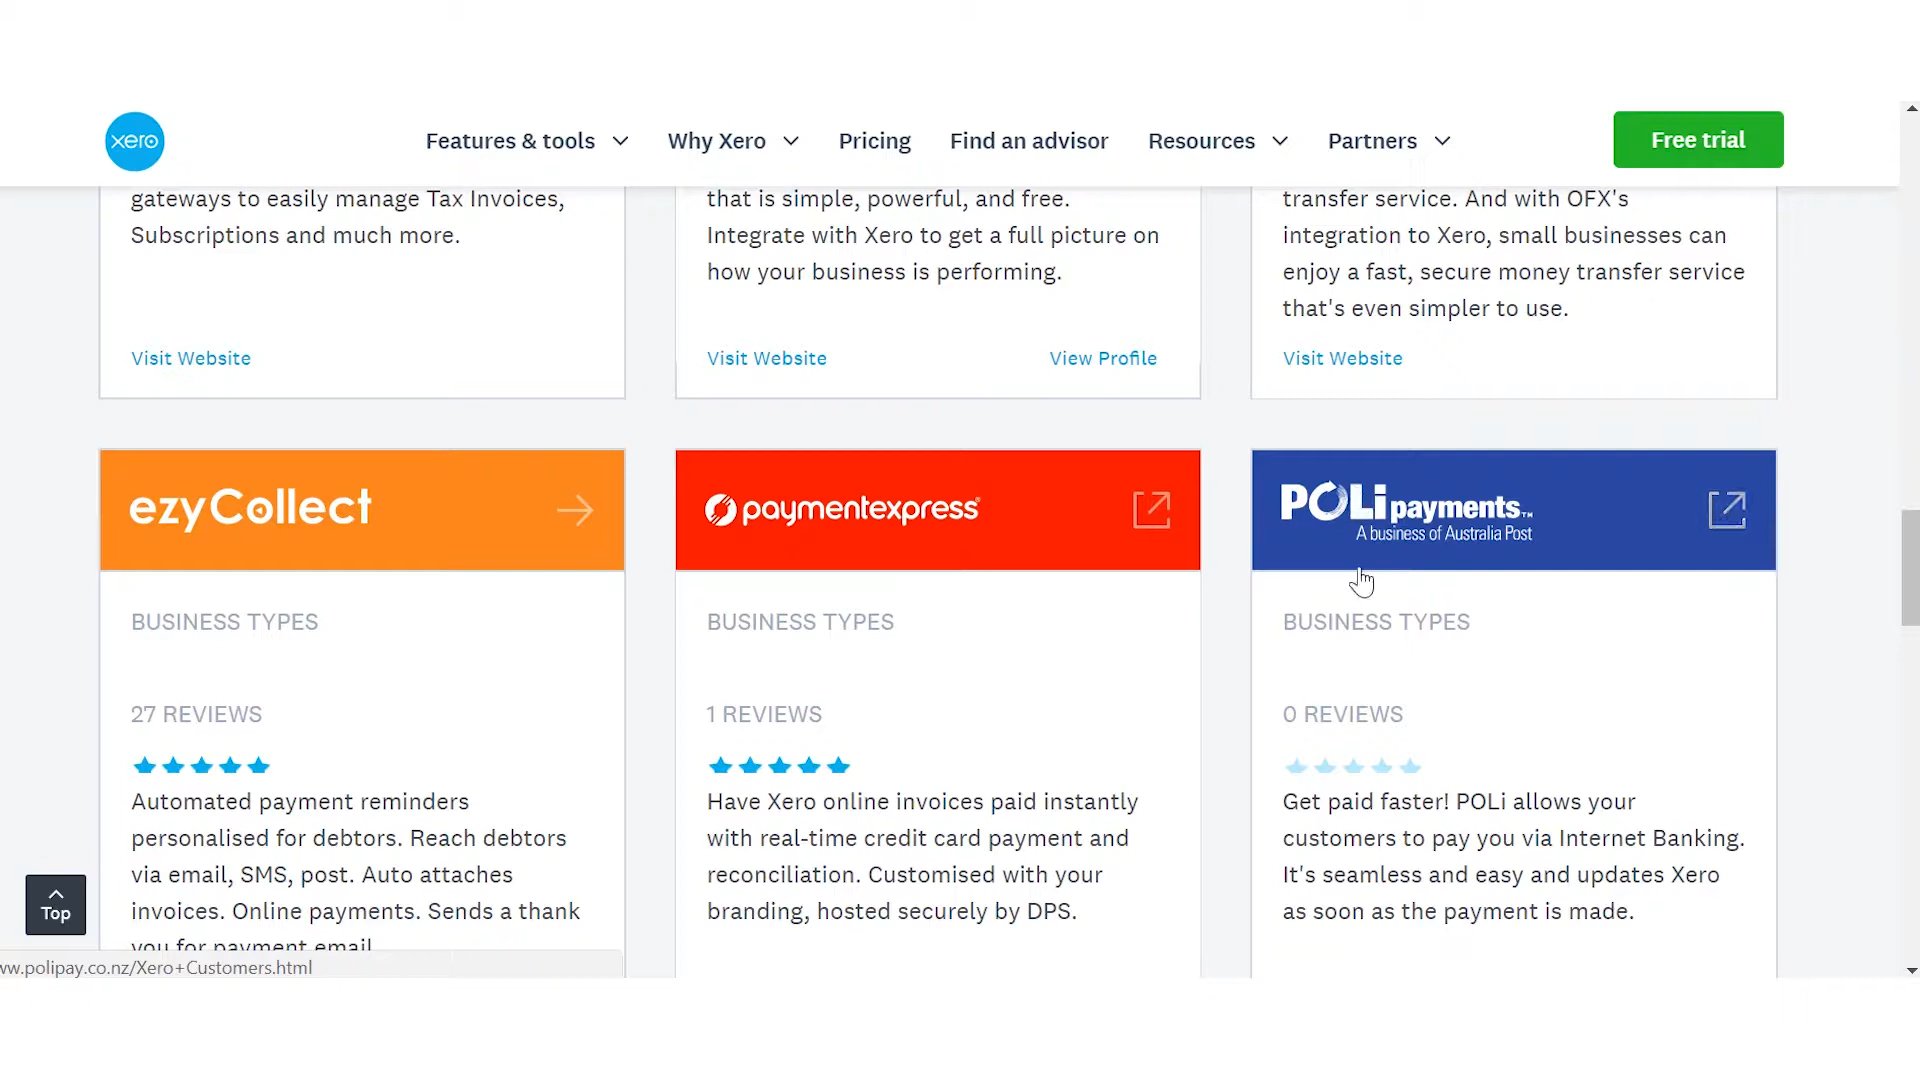 xero
Features & tools
Why Xero
Pricing
Find an advisor
Resources
Partners
Free trial
gateways to easily manage Tax Invoices,
Subscriptions and much more.
Visit Website
that is simple, powerful, and free.
Integrate with Xero to get a full picture on
how your business is performing.
Visit Website
View Profile
transfer service. And with OFX's
integration to Xero, small businesses can
enjoy a fast, secure money transfer service
that's even simpler to use.
Visit Website
ezyCollect
BUSINESS TYPES
27 REVIEWS
Automated payment reminders
personalised for debtors. Reach debtors
via email, SMS, post. Auto attaches
invoices. Online payments. Sends a thank
you for payment email
paymentexpress®
BUSINESS TYPES
1 REVIEWS
Have Xero online invoices paid instantly
with real-time credit card payment and
reconciliation. Customised with your
branding, hosted securely by DPS.
POLi payments™
A business of Australia Post
BUSINESS TYPES
0 REVIEWS
Get paid faster! POLi allows your
customers to pay you via Internet Banking.
It's seamless and easy and updates Xero
as soon as the payment is made.
Top
ww.polipay.co.nz/Xero+Customers.html